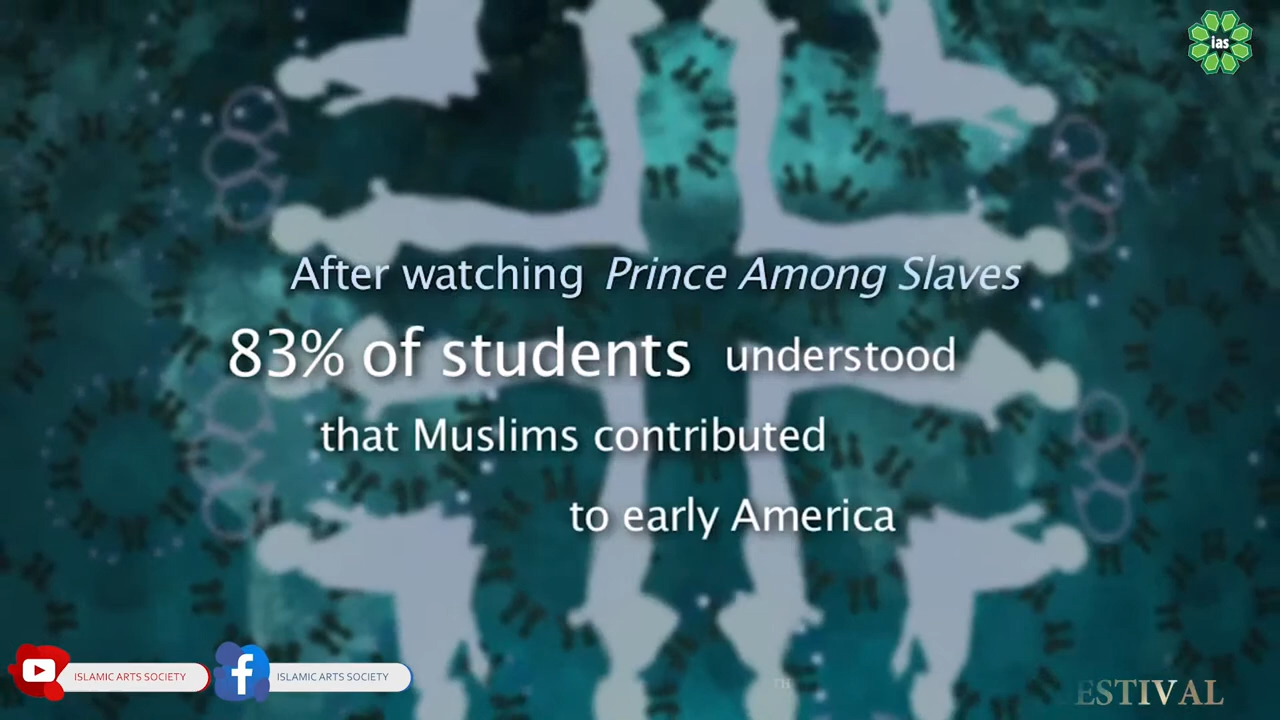 ias
After watching Prince Among Slaves
83% of students understood
that Muslims contributed
to early America
ISLAMIC ARTS SOCIETY
ISLAMIC ARTS SOCIETY
TH
ESTIVAL